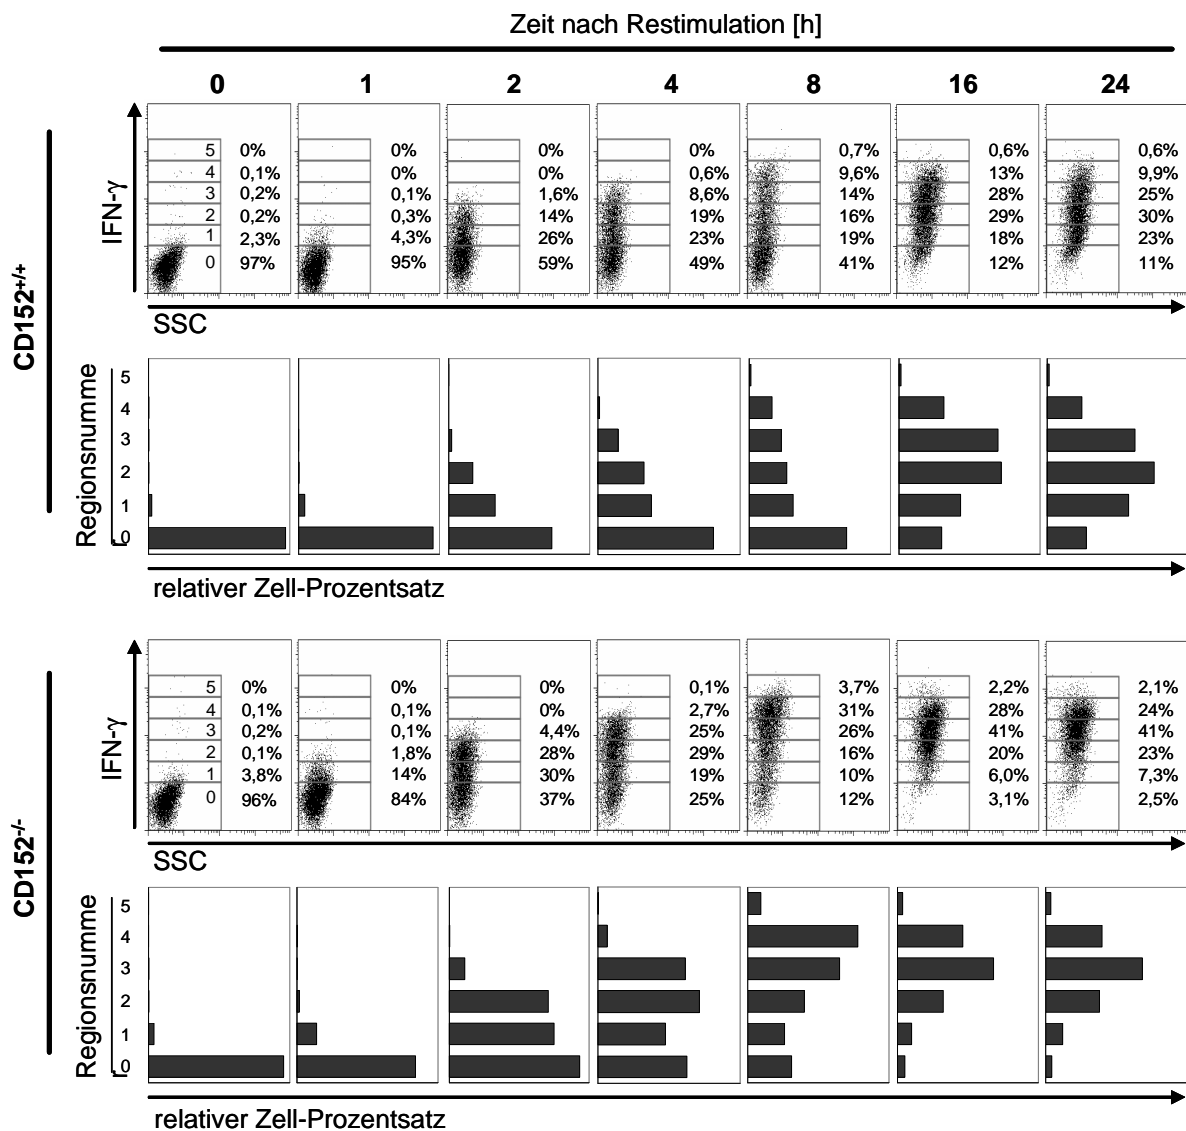 Zeit nach Restimulation [h]
0 1 2 4 8 16 24
CD152+/+
IFN-γ
5 0% 0% 0% 0% 0,7% 0,6% 0,6%
4 0,1% 0% 0% 0,6% 9,6% 13% 9,9%
3 0,2% 0,1% 1,6% 8,6% 14% 28% 25%
2 0,2% 0,3% 14% 19% 16% 29% 30%
1 2,3% 4,3% 26% 23% 19% 18% 23%
0 97% 95% 59% 49% 41% 12% 11%
SSC
Regionsnumme
r
5
4
3
2
1
0
relativer Zell-Prozentsatz
CD152-/-
IFN-γ
5 0% 0% 0% 0,1% 3,7% 2,2% 2,1%
4 0,1% 0,1% 0% 2,7% 31% 28% 24%
3 0,2% 0,1% 4,4% 25% 26% 41% 41%
2 0,1% 1,8% 28% 29% 16% 20% 23%
1 3,8% 14% 30% 19% 10% 6,0% 7,3%
0 96% 84% 37% 25% 12% 3,1% 2,5%
SSC
Regionsnumme
r
5
4
3
2
1
0
relativer Zell-Prozentsatz